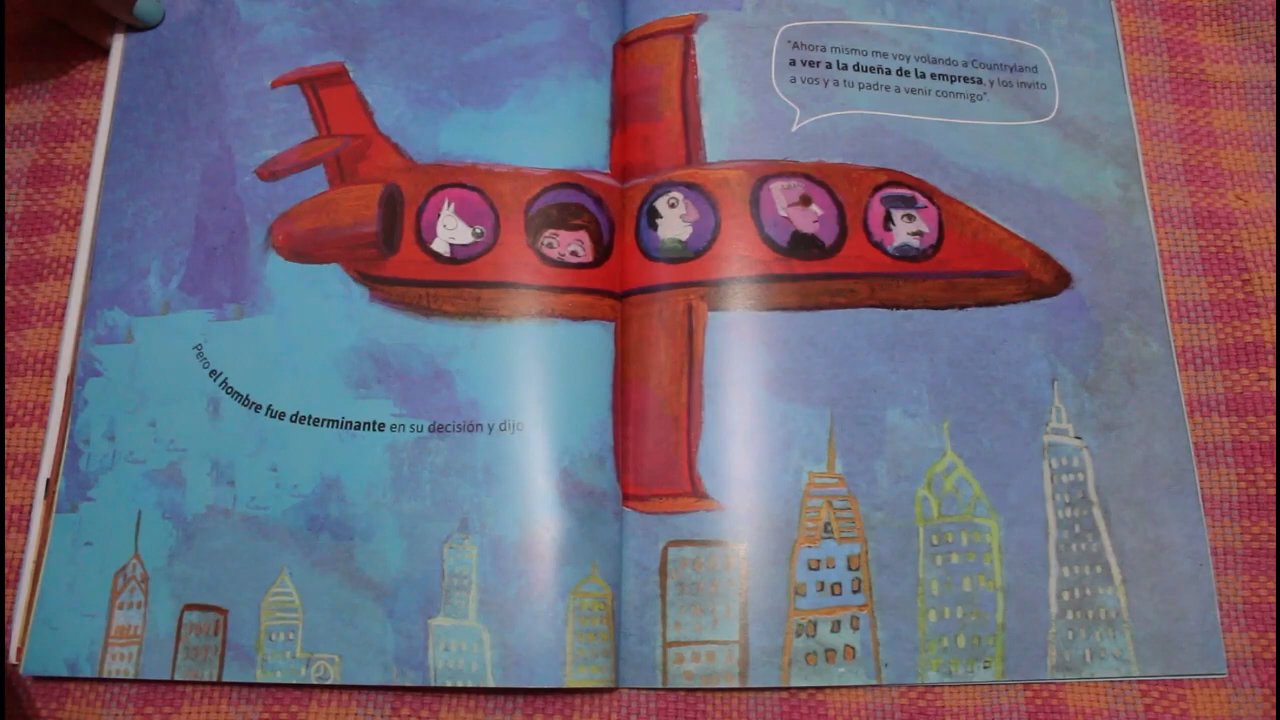 Pero el hombre fue determinante en su decisión y dijo
"Ahora mismo me voy volando a Countryland
a ver a la dueña de la empresa, y los invito
a vos y a tu padre a venir conmigo".